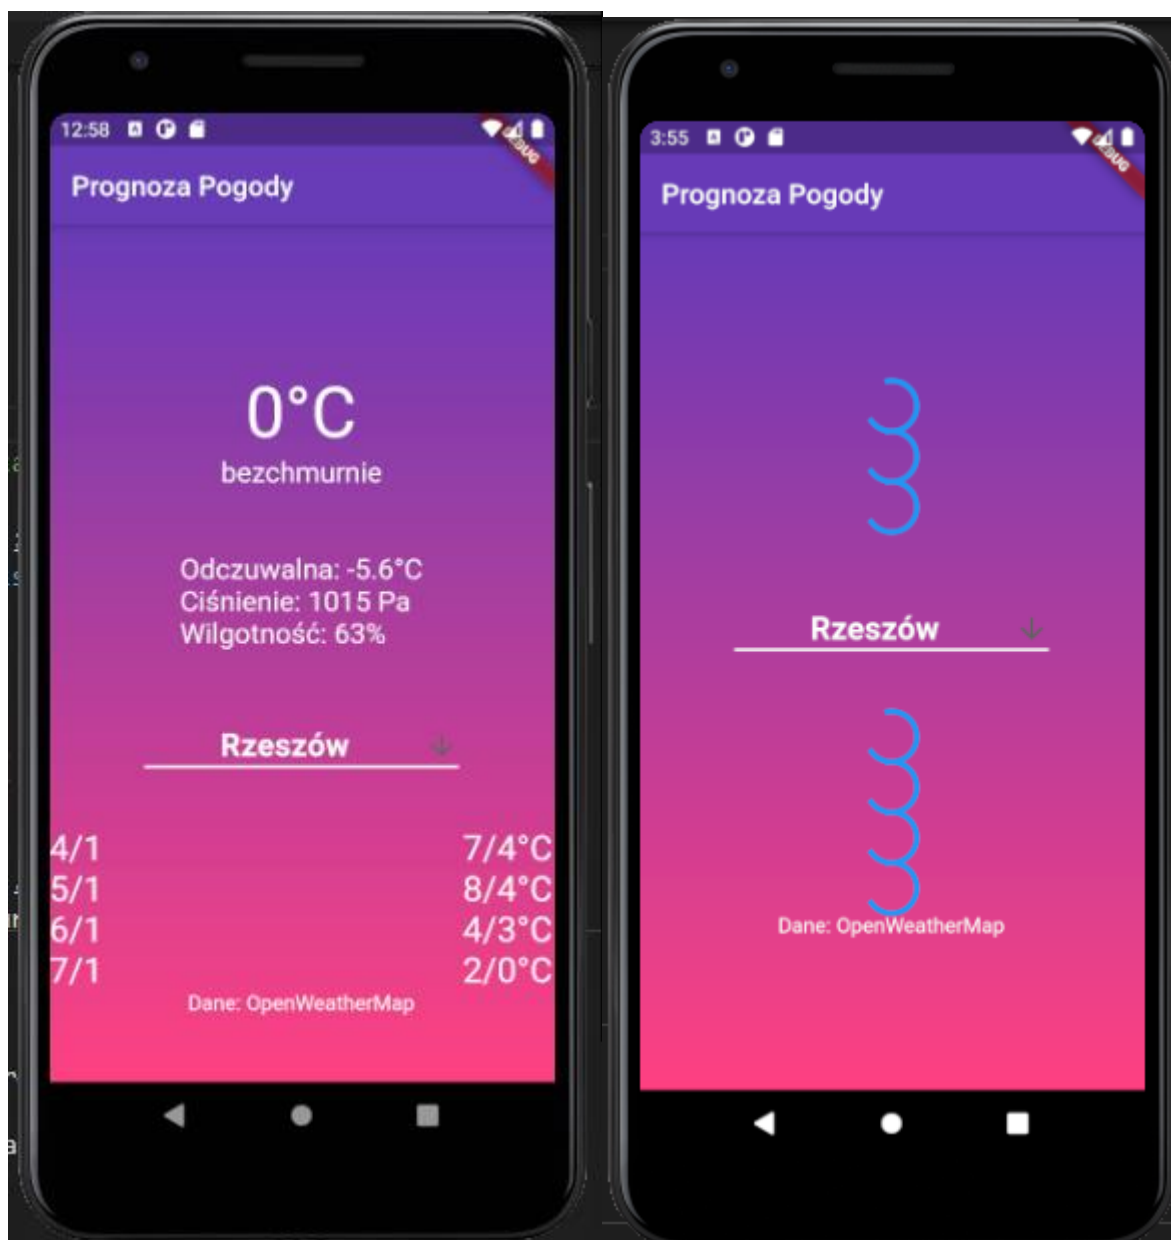 12:58
DEBUG
Prognoza Pogody
0°C
bezchmurnie
Odczuwalna: -5.6°C
Ciśnienie: 1015 Pa
Wilgotność: 63%
Rzeszów
4/1 7/4°C
5/1 8/4°C
6/1 4/3°C
7/1 2/0°C
Dane: OpenWeatherMap
3:55
DEBUG
Prognoza Pogody
Rzeszów
Dane: OpenWeatherMap